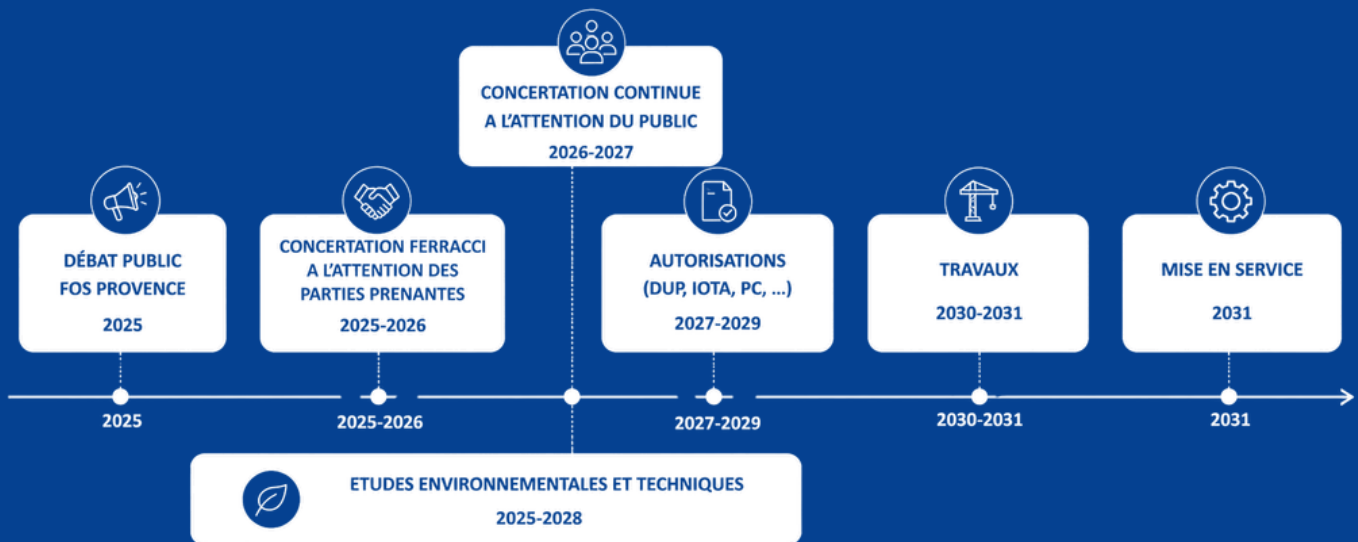 CONCERTATION CONTINUE
A L'ATTENTION DU PUBLIC
2026-2027
DÉBAT PUBLIC
FOS PROVENCE
2025
CONCERTATION FERRACCI
A L'ATTENTION DES
PARTIES PRENANTES
2025-2026
AUTORISATIONS
(DUP, IOTA, PC, ...)
2027-2029
TRAVAUX
2030-2031
MISE EN SERVICE
2031
2025
2025-2026
2027-2029
2030-2031
2031
ETUDES ENVIRONNEMENTALES ET TECHNIQUES
2025-2028